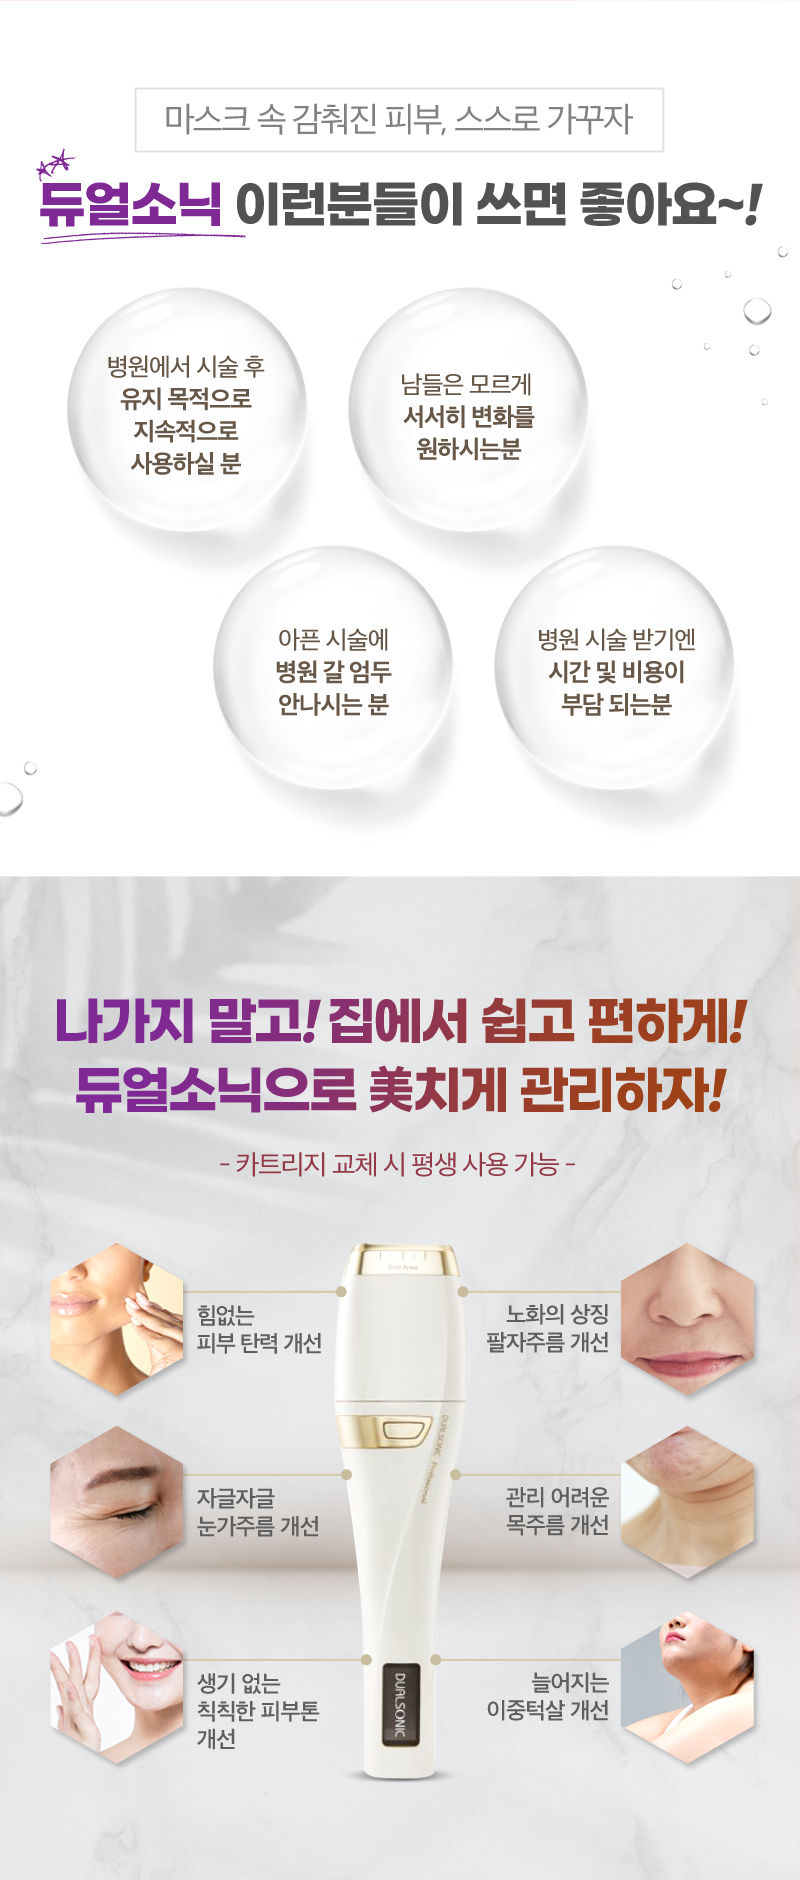 마스크 속 감춰진 피부, 스스로 가꾸자
듀얼소닉 이런분들이 쓰면 좋아요~!
병원에서 시술 후
유지 목적으로
지속적으로
사용하실 분
남들은 모르게
서서히 변화를
원하시는분
아픈 시술에
병원 갈 엄두
안나시는 분
병원 시술 받기엔
시간 및 비용이
부담 되는분
나가지 말고! 집에서 쉽고 편하게!
듀얼소닉으로 美치게 관리하자!
- 카트리지 교체 시 평생 사용 가능 -
힘없는
피부 탄력 개선
노화의 상징
팔자주름 개선
자글자글
눈가주름 개선
관리 어려운
목주름 개선
생기 없는
칙칙한 피부톤
개선
늘어지는
이중턱살 개선
DUALSONIC Professional
DUALSONIC